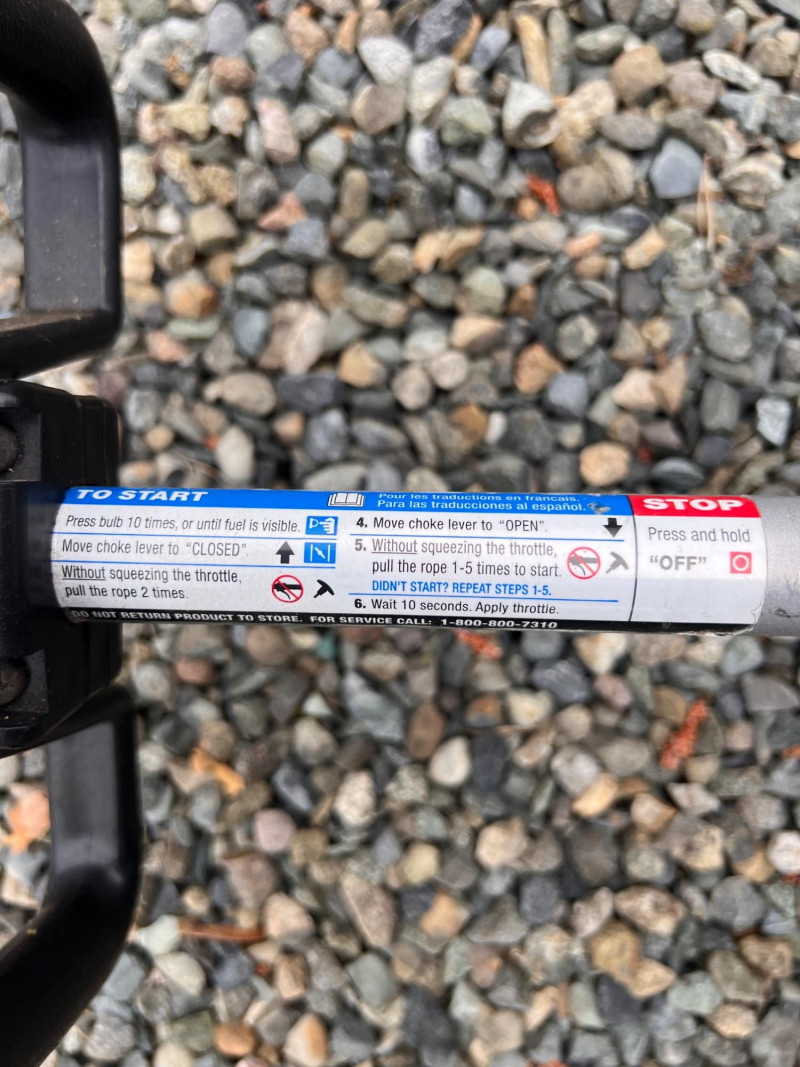 TO START
Press bulb 10 times, or until fuel is visible.
Move choke lever to "CLOSED".
Without squeezing the throttle,
pull the rope 2 times.
Pour les traductions en francais.
Para las traducciones al español.
4. Move choke lever to "OPEN".
5. Without squeezing the throttle,
pull the rope 1-5 times to start.
DIDN'T START? REPEAT STEPS 1-5.
6. Wait 10 seconds. Apply throttle.
STOP
Press and hold
"OFF"
DO NOT RETURN PRODUCT TO STORE. FOR SERVICE CALL: 1-800-800-7310